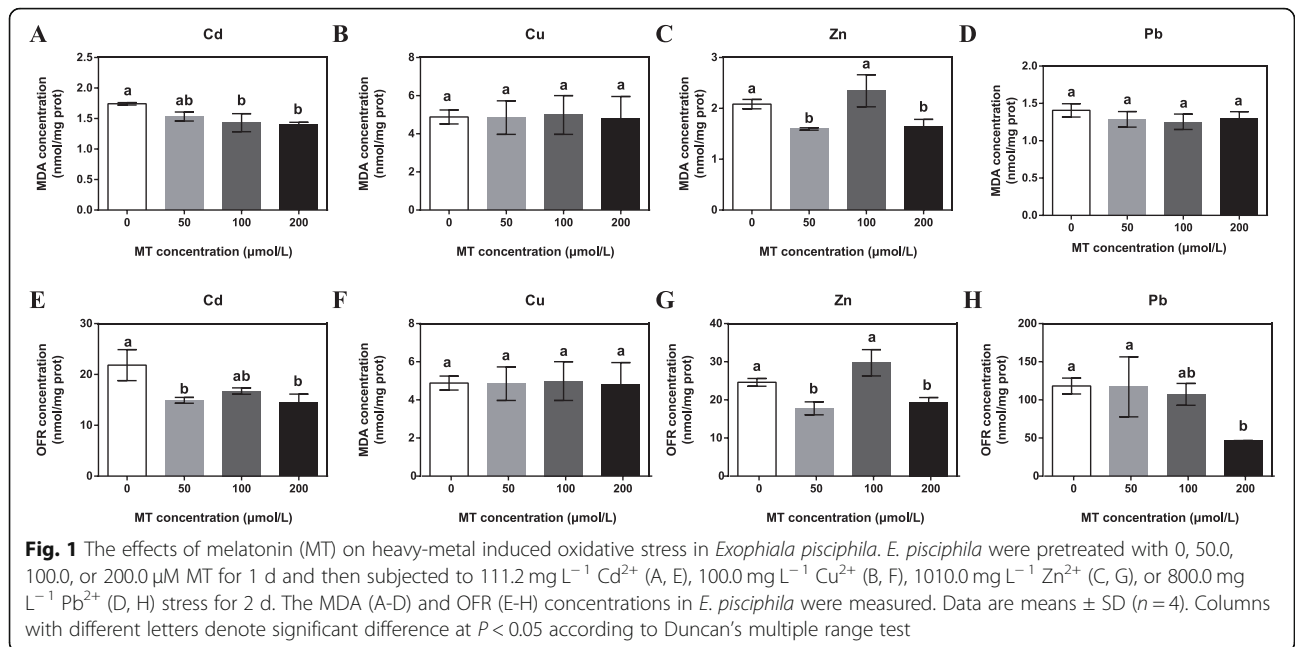 A Cd
MDA concentration
(nmol/mg prot)
2.5
2.0
1.5
1.0
0.5
0.0
a ab b b
0 50 100 200
MT concentration (µmol/L)
B Cu
MDA concentration
(nmol/mg prot)
8
6
4
2
0
a a a a
0 50 100 200
MT concentration (µmol/L)
C Zn
MDA concentration
(nmol/mg prot)
3
2
1
0
a b a b
0 50 100 200
MT concentration (µmol/L)
D Pb
MDA concentration
(nmol/mg prot)
2.0
1.5
1.0
0.5
0.0
a a a a
0 50 100 200
MT concentration (µmol/L)
E Cd
OFR concentration
(nmol/mg prot)
30
20
10
0
a b ab b
0 50 100 200
MT concentration (µmol/L)
F Cu
MDA concentration
(nmol/mg prot)
8
6
4
2
0
a a a a
0 50 100 200
MT concentration (µmol/L)
G Zn
OFR concentration
(nmol/mg prot)
40
30
20
10
0
a b a b
0 50 100 200
MT concentration (µmol/L)
H Pb
OFR concentration
(nmol/mg prot)
200
150
100
50
0
a a ab b
0 50 100 200
MT concentration (µmol/L)
Fig. 1 The effects of melatonin (MT) on heavy-metal induced oxidative stress in Exophiala pisciphila. E. pisciphila were pretreated with 0, 50.0,
100.0, or 200.0 µM MT for 1 d and then subjected to 111.2 mg L⁻¹ Cd²⁺ (A, E), 100.0 mg L⁻¹ Cu²⁺ (B, F), 1010.0 mg L⁻¹ Zn²⁺ (C, G), or 800.0 mg
L⁻¹ Pb²⁺ (D, H) stress for 2 d. The MDA (A-D) and OFR (E-H) concentrations in E. pisciphila were measured. Data are means ± SD (n = 4). Columns
with different letters denote significant difference at P < 0.05 according to Duncan's multiple range test